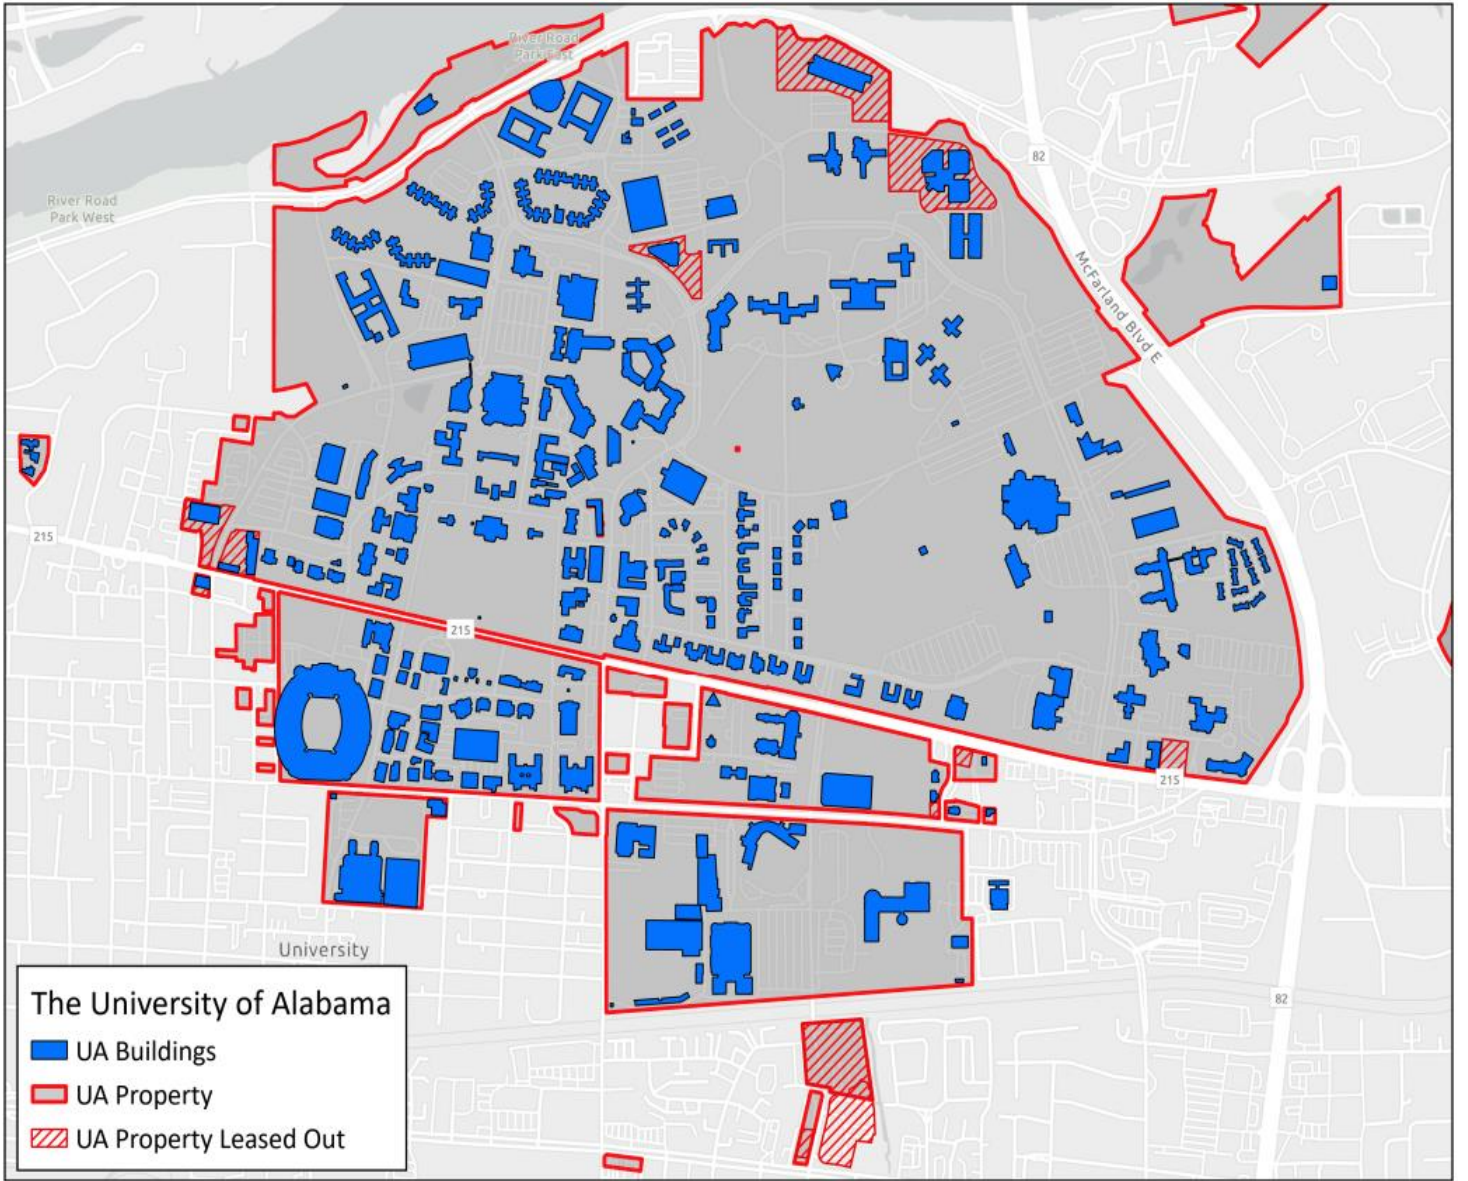 River Road
Park East
82
River Road
Park West
McFarland Blvd E
215
215
215
University
82
The University of Alabama
UA Buildings
UA Property
UA Property Leased Out